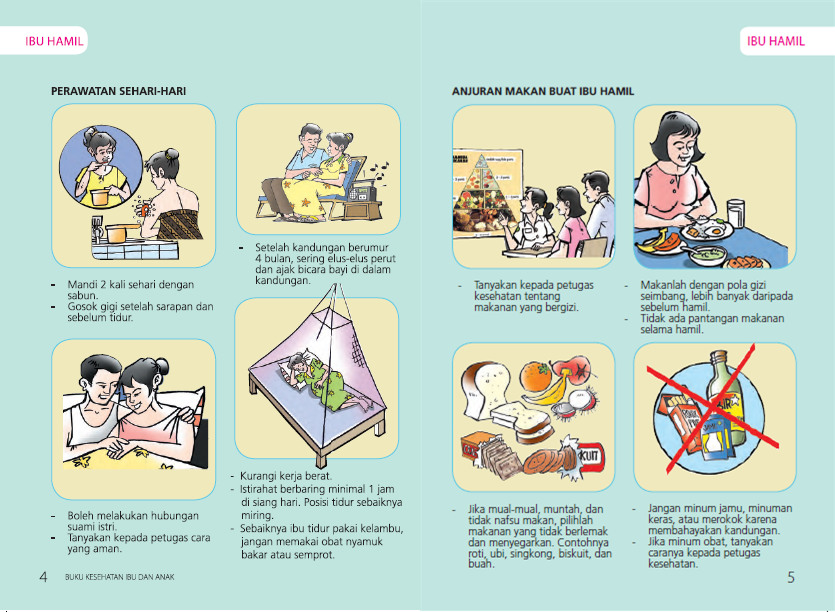 IBU HAMIL
PERAWATAN SEHARI-HARI
- Mandi 2 kali sehari dengan
sabun.
- Gosok gigi setelah sarapan dan
sebelum tidur.
- Setelah kandungan berumur
4 bulan, sering elus-elus perut
dan ajak bicara bayi di dalam
kandungan.
- Boleh melakukan hubungan
suami istri.
- Tanyakan kepada petugas cara
yang aman.
- Kurangi kerja berat.
- Istirahat berbaring minimal 1 jam
di siang hari. Posisi tidur sebaiknya
miring.
- Sebaiknya ibu tidur pakai kelambu,
jangan memakai obat nyamuk
bakar atau semprot.
4 BUKU KESEHATAN IBU DAN ANAK
IBU HAMIL
ANJURAN MAKAN BUAT IBU HAMIL
- Tanyakan kepada petugas
kesehatan tentang
makanan yang bergizi.
- Makanlah dengan pola gizi
seimbang, lebih banyak daripada
sebelum hamil.
- Tidak ada pantangan makanan
selama hamil.
KUIT
BIR
- Jika mual-mual, muntah, dan
tidak nafsu makan, pilihlah
makanan yang tidak berlemak
dan menyegarkan. Contohnya
roti, ubi, singkong, biskuit, dan
buah.
- Jangan minum jamu, minuman
keras, atau merokok karena
membahayakan kandungan.
- Jika minum obat, tanyakan
caranya kepada petugas
kesehatan.
5